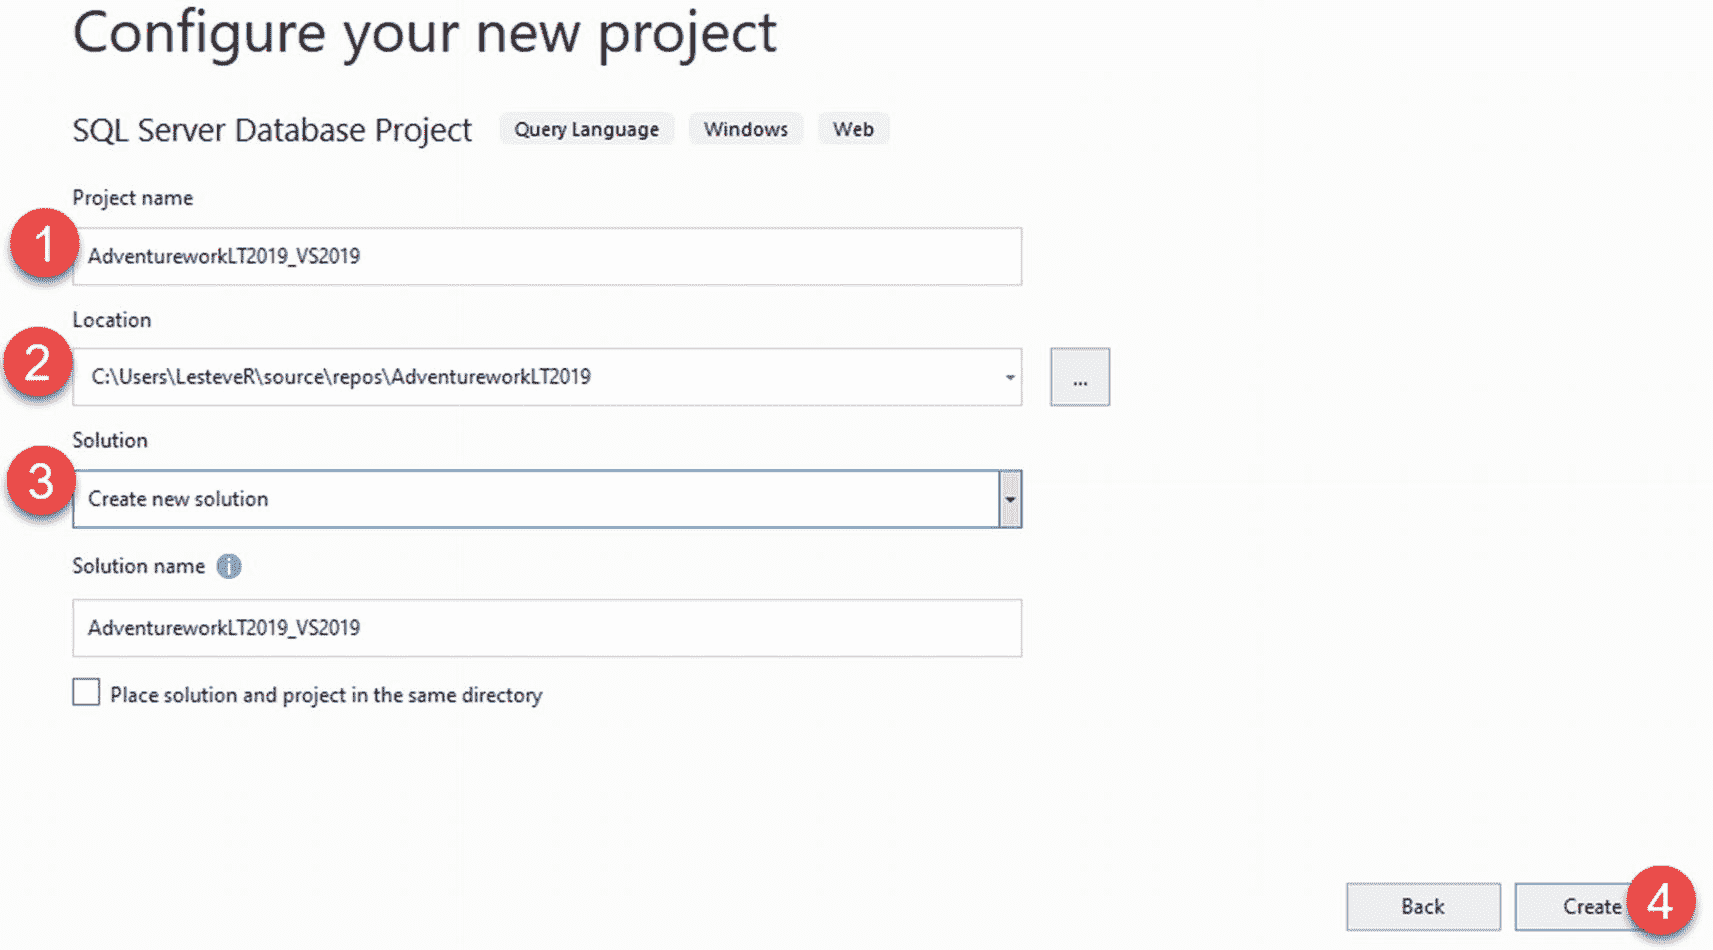 Configure your new project
SQL Server Database Project Query Language Windows Web
Project name
1 AdventureworkLT2019_VS2019
Location
2 C:\Users\LesteveR\source\repos\AdventureworkLT2019 ...
Solution
3 Create new solution
Solution name i
AdventureworkLT2019_VS2019
Place solution and project in the same directory
Back Create 4